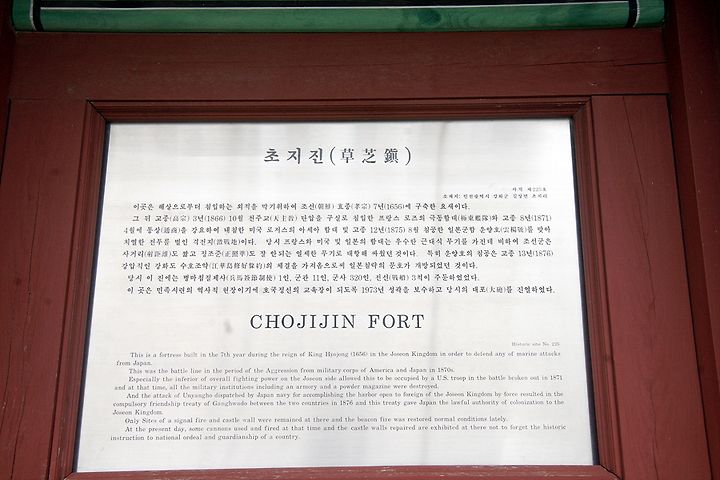 초지진(草芝鎭)
사적 제225호
소재지: 인천광역시 강화군 길상면 초지리
이곳은 해상으로부터 침입하는 외적을 막기위하여 조선(朝鮮) 효종(孝宗) 7년(1656)에 구축한 요새이다.
그 뒤 고종(高宗) 3년(1866) 10월 천주교(天主敎) 탄압을 구실로 침입한 프랑스 로즈의 극동함대(極東艦隊)와 고종 8년(1871)
4월에 통상(通商)을 강요하며 내침한 미국 로저스의 아세아 함대 및 고종 12년(1875) 8월 침공한 일본군함 운양호(雲揚號)를 맞아
치열한 전투를 벌인 격전지(激戰地)이다. 당시 프랑스와 미국 및 일본의 함대는 우수한 근대식 무기를 가진데 비하여 조선군은
사거리(射距離)도 짧고 정조준(正照準)도 잘 안되는 열세한 무기로 대항해 싸웠던 것이다. 특히 운양호의 침공은 고종 13년(1876)
강압적인 강화도 수호조약(江華島修好條約)의 체결을 가져옴으로써 일본침략의 문호가 개방되었던 것이다.
당시 이 진에는 병마첨절제사(兵馬僉節制使) 1인, 군관 11인, 군사 320인, 전선(戰船) 3척이 주둔하였었다.
이 곳은 민족시련의 역사적 현장이기에 호국정신의 교육장이 되도록 1973년 성곽을 보수하고 당시의 대포(大砲)를 진열하였다.
CHOJIJIN FORT
Historic site No. 225
This is a fortress built in the 7th year during the reign of King Hyojong (1656) in the Joseon Kingdom in order to defend any of marine attacks
from Japan.
This was the battle line in the period of the Aggression from military corps of America and Japan in 1870s.
Especially the inferior of overall fighting power on the Joseon side allowed this to be occupied by U.S. troop in the battle broken out in 1871
and at that time, all the military institutions including an armory and a powder magazine were destroyed.
And the attack of Unyangho dispatched by Japan navy for accomplishing the harbor open to foreign of the Joseon Kingdom by force resulted in the
compulsory friendship treaty of Ganghwado between the two countries in 1876 and this treaty gave Japan the lawful authority of colonization to the
Joseon Kingdom.
Only Sites of a signal fire and castle wall were remained at there and the beacon fire was restored normal conditions lately.
At the present day, some cannons used and fired at that time and the castle walls repaired are exhibited at there not to forget the historic
instruction to national ordeal and guardianship of a country.